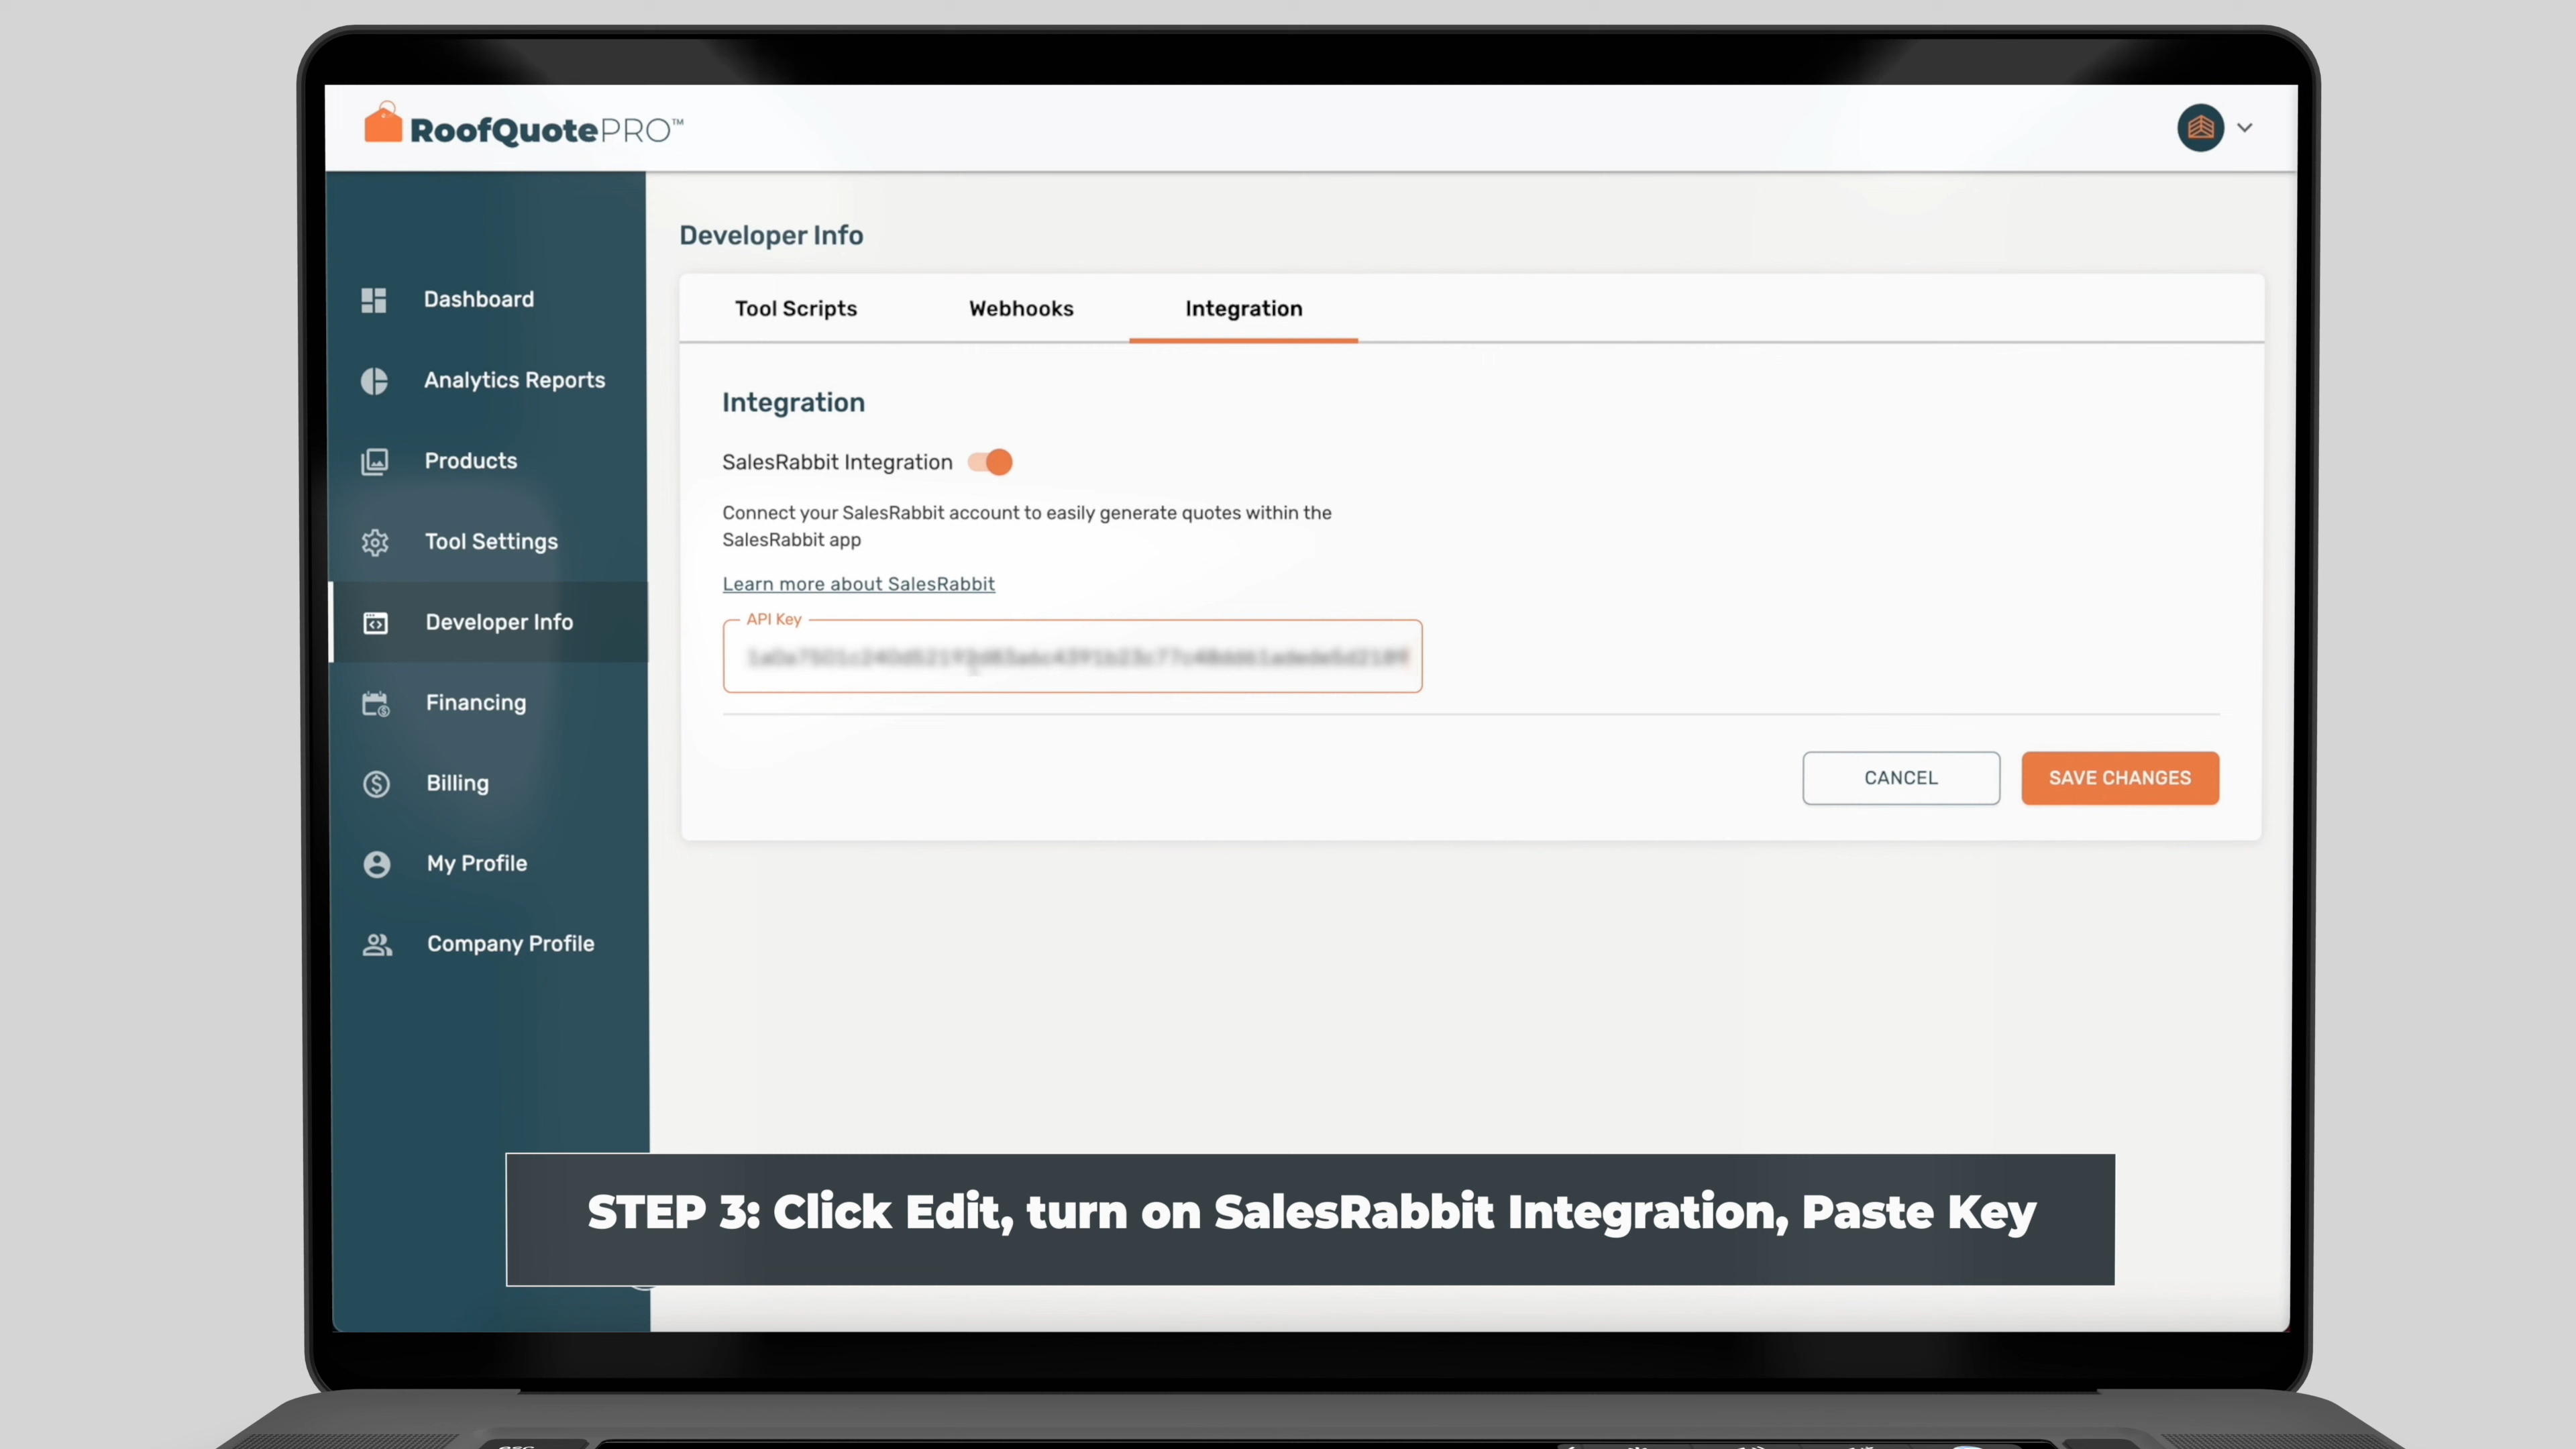 RoofQuotePRO™
Developer Info
Tool Scripts Webhooks Integration
Dashboard
Analytics Reports
Products
Tool Settings
Developer Info
Financing
Billing
My Profile
Company Profile
Integration
SalesRabbit Integration
Connect your SalesRabbit account to easily generate quotes within the
SalesRabbit app
Learn more about SalesRabbit
API Key
CANCEL SAVE CHANGES
STEP 3: Click Edit, turn on SalesRabbit Integration, Paste Key